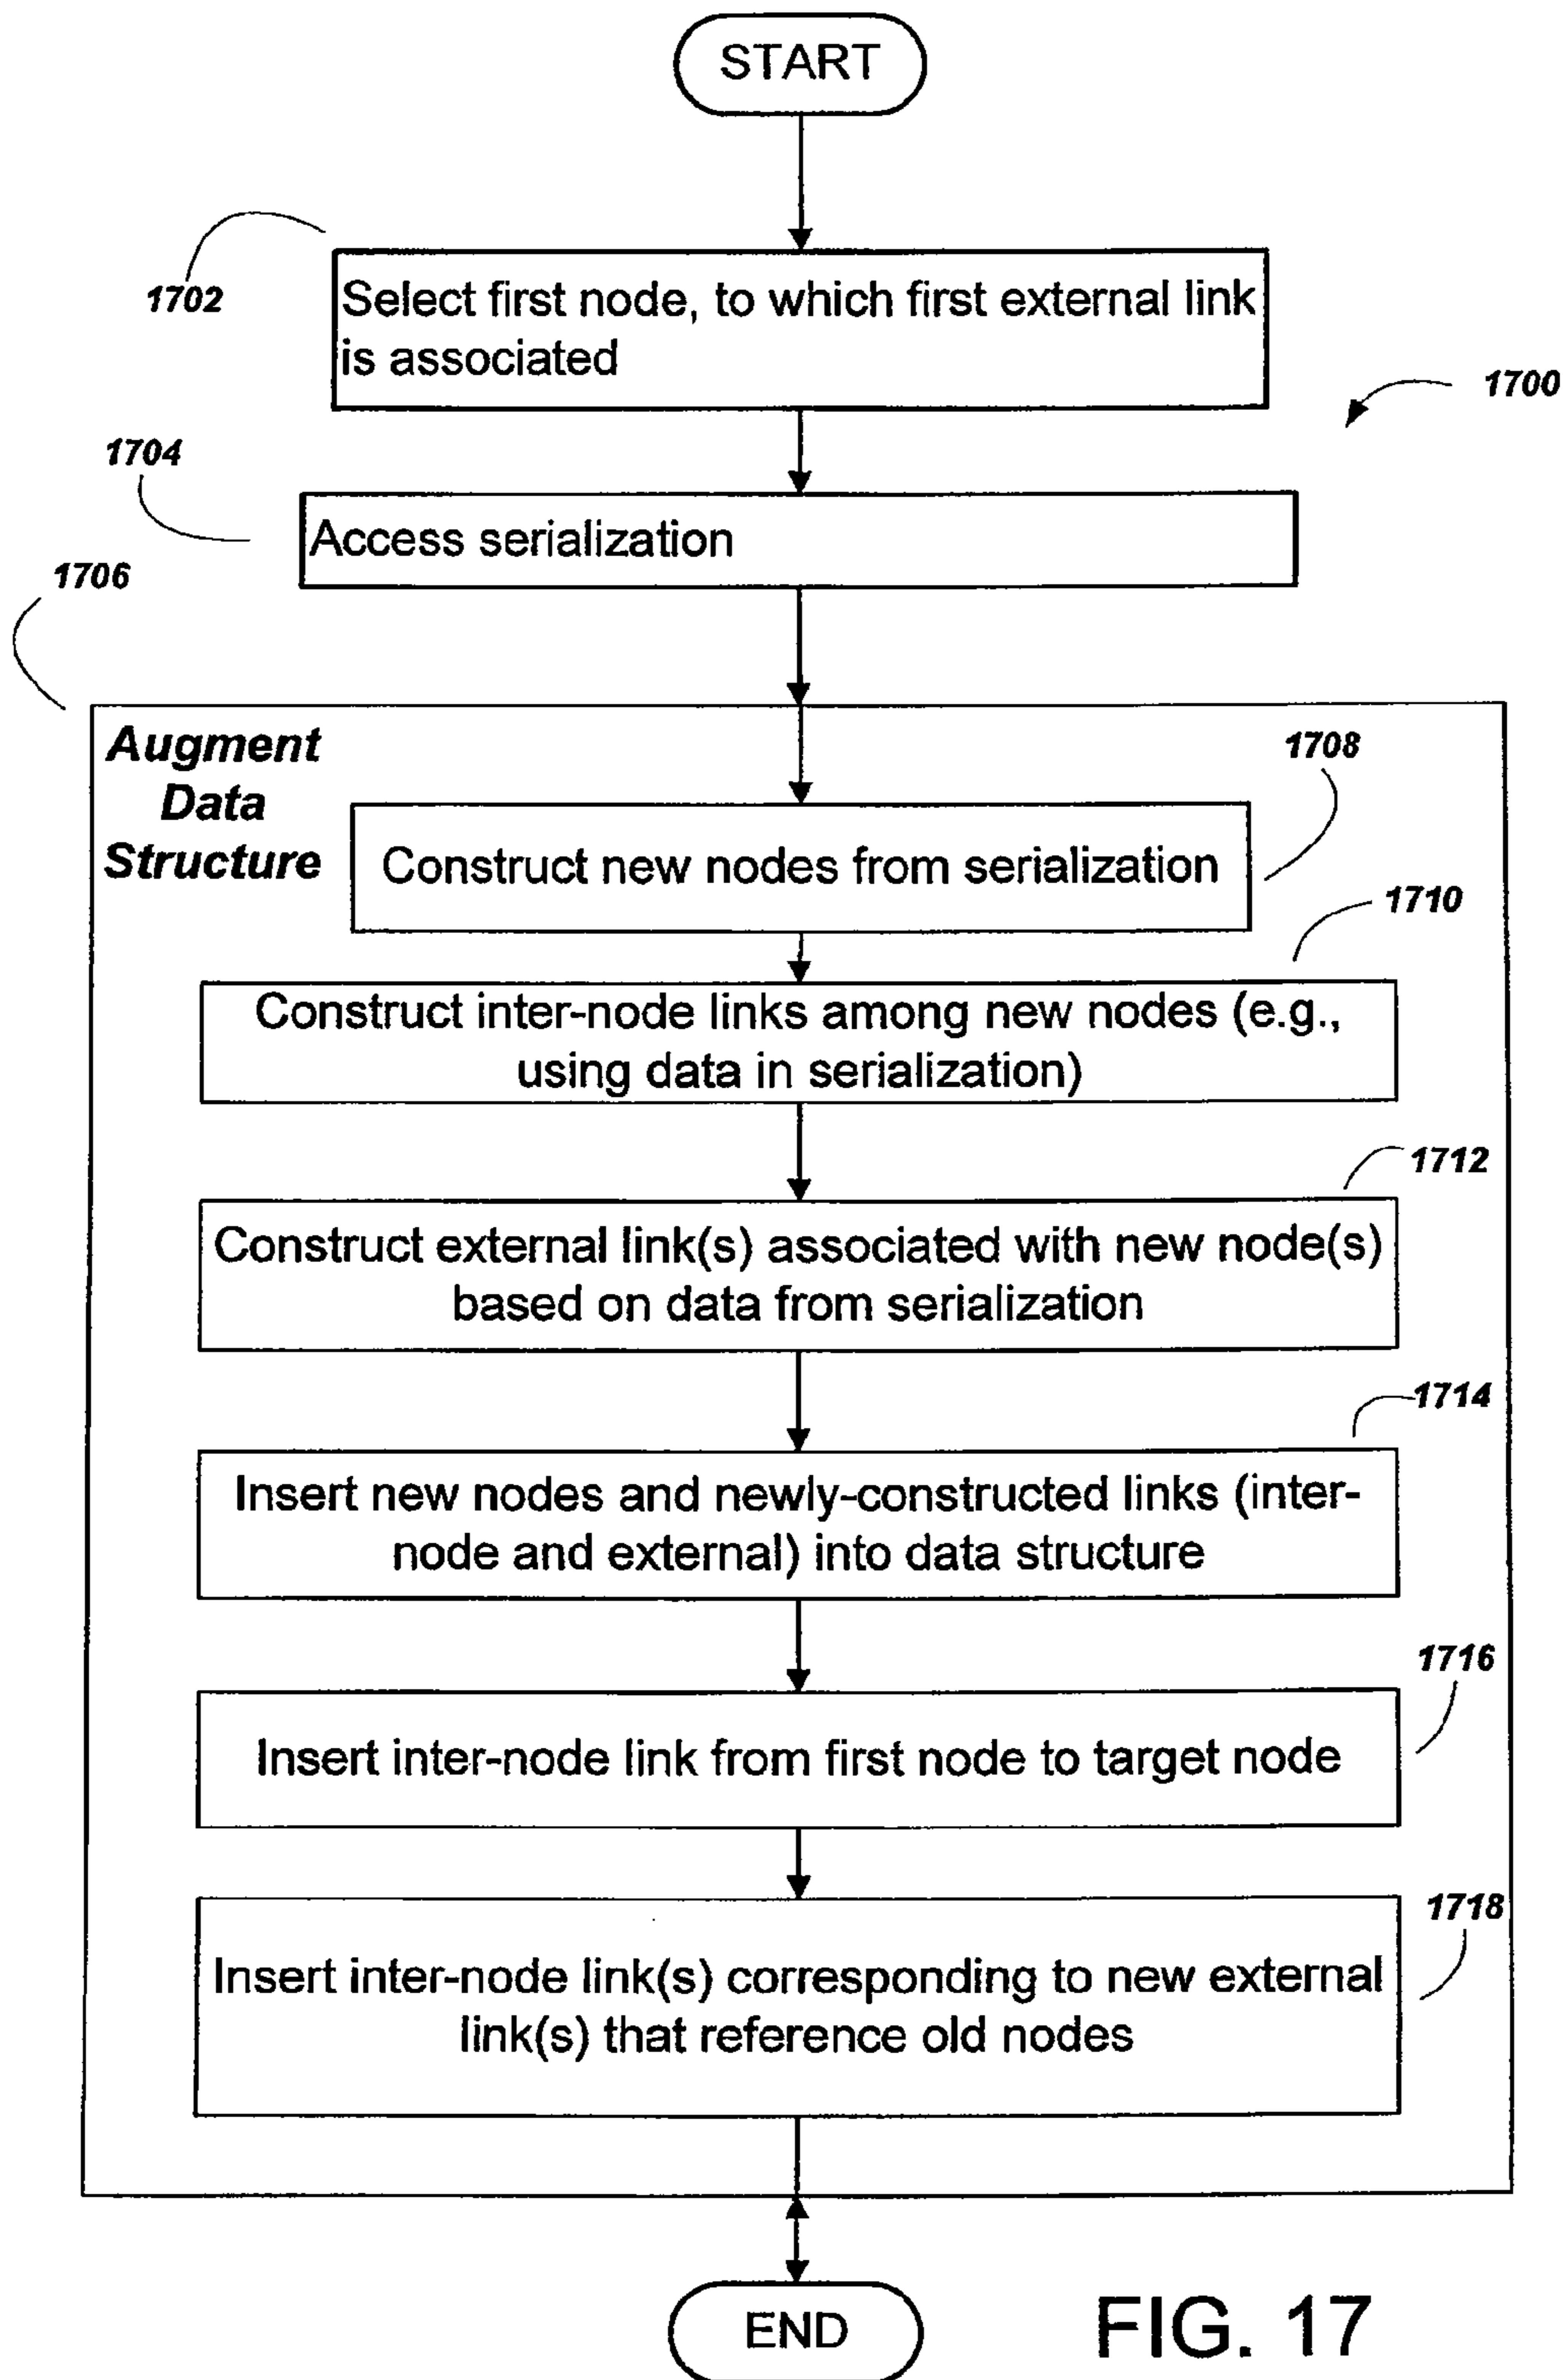 START
1702
Select first node, to which first external link
is associated
1700
1704
Access serialization
1706
Augment
Data
Structure
1708
Construct new nodes from serialization
1710
Construct inter-node links among new nodes (e.g.,
using data in serialization)
1712
Construct external link(s) associated with new node(s)
based on data from serialization
1714
Insert new nodes and newly-constructed links (inter-
node and external) into data structure
1716
Insert inter-node link from first node to target node
1718
Insert inter-node link(s) corresponding to new external
link(s) that reference old nodes
END
FIG. 17